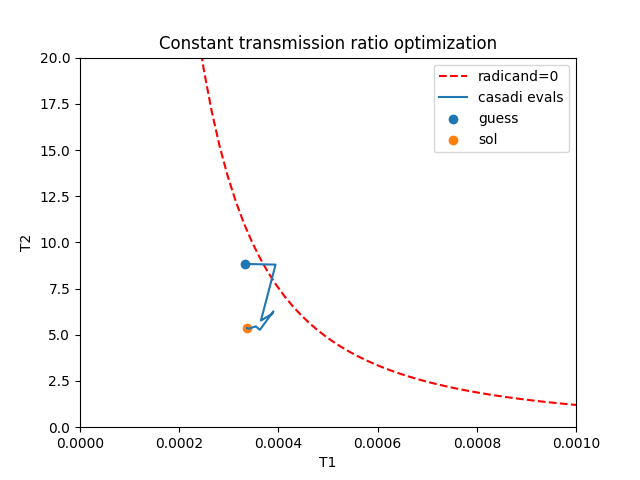 Constant transmission ratio optimization
radicand=0
casadi evals
guess
sol
T2
20.0
17.5
15.0
12.5
10.0
7.5
5.0
2.5
0.0
0.0000 0.0002 0.0004 0.0006 0.0008 0.0010
T1